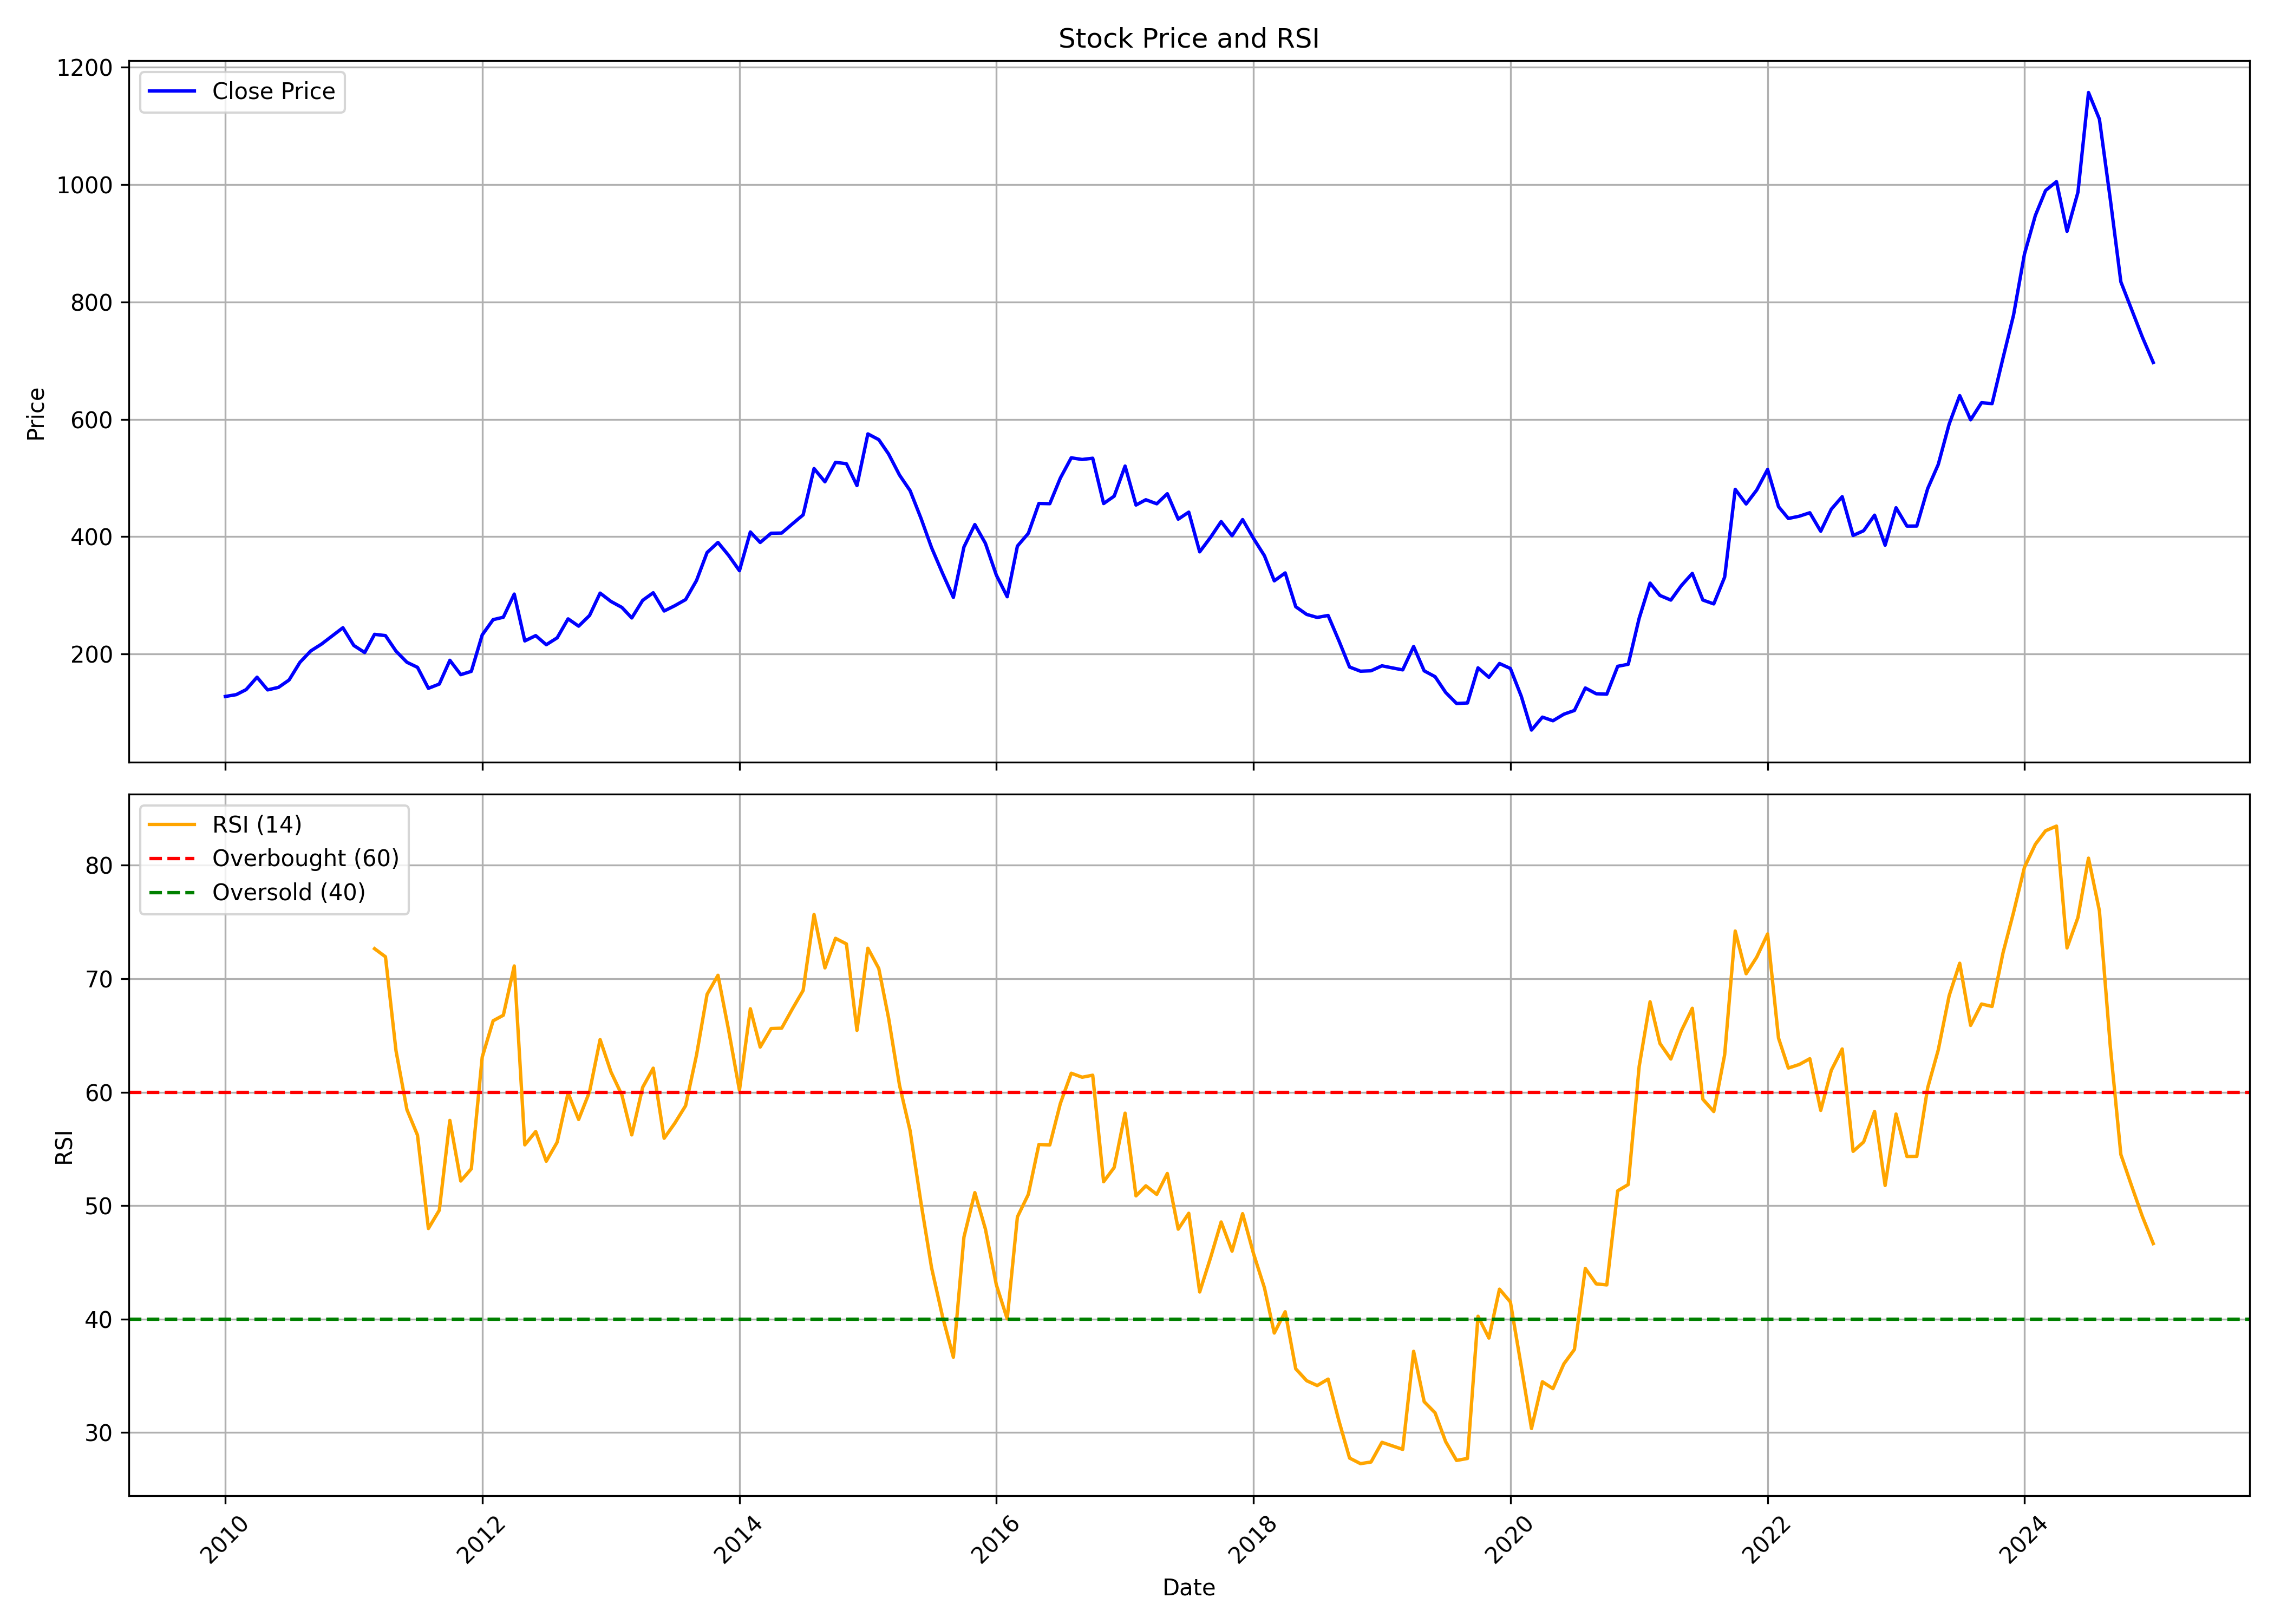 Stock Price and RSI
1200
1000
800
600
400
200
Price
Close Price
80
70
60
50
40
30
RSI
RSI (14)
Overbought (60)
Oversold (40)
2010
2012
2014
2016
2018
2020
2022
2024
Date